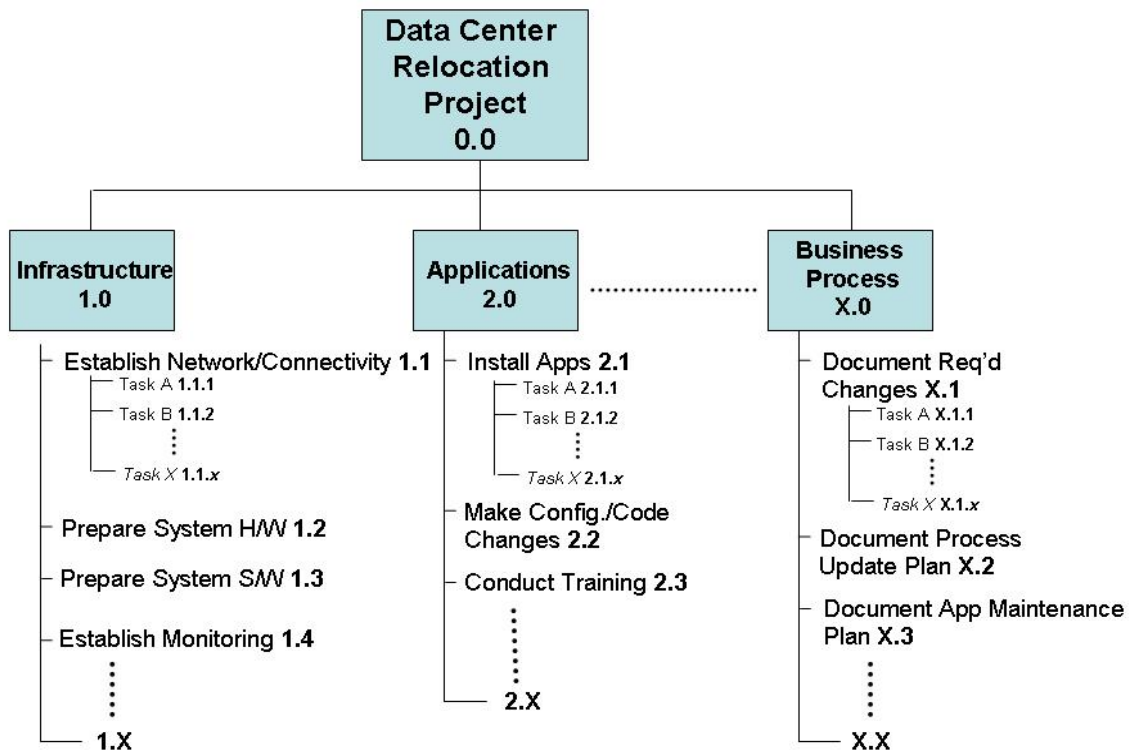 Data Center
Relocation
Project
0.0
Infrastructure
1.0
Applications
2.0
Business
Process
X.0
Establish Network/Connectivity 1.1
Task A 1.1.1
Task B 1.1.2
Task X 1.1.x
Prepare System H/W 1.2
Prepare System S/W 1.3
Establish Monitoring 1.4
1.X
Install Apps 2.1
Task A 2.1.1
Task B 2.1.2
Task X 2.1.x
Make Config./Code
Changes 2.2
Conduct Training 2.3
2.X
Document Req'd
Changes X.1
Task A X.1.1
Task B X.1.2
Task X X.1.x
Document Process
Update Plan X.2
Document App Maintenance
Plan X.3
X.X